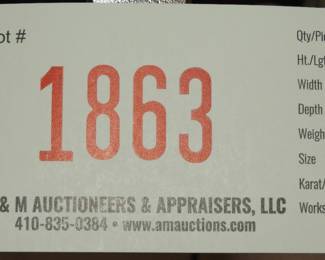 ot #
1863
& M AUCTIONEERS & APPRAISERS, LLC
410-835-0384 • www.amauctions.com
Qty/Pie
Ht./Lgt
Width
Depth
Weigh
Size
Karat/
Works